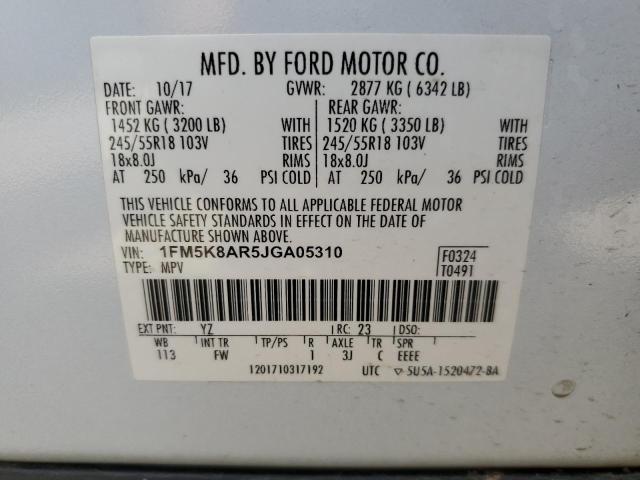 MFD. BY FORD MOTOR CO.
DATE: 10/17 GVWR: 2877 KG ( 6342 LB)
FRONT GAWR: REAR GAWR:
1452 KG ( 3200 LB) WITH 1520 KG ( 3350 LB) WITH
245/55R18 103V TIRES 245/55R18 103V TIRES
18x8.0J RIMS 18x8.0J RIMS
AT 250 kPa/ 36 PSI COLD AT 250 kPa/ 36 PSI COLD
THIS VEHICLE CONFORMS TO ALL APPLICABLE FEDERAL MOTOR
VEHICLE SAFETY STANDARDS IN EFFECT ON THE DATE OF
MANUFACTURE SHOWN ABOVE.
VIN: 1FM5K8AR5JGA05310 F0324
TYPE: MPV T0491
EXT PNT: YZ RC: 23 DSO:
WB INT TR TP/PS R AXLE TR SPR
113 FW 1 3J C EEEE
1201710317192 UTC ▽ 5U5A-1520472-BA